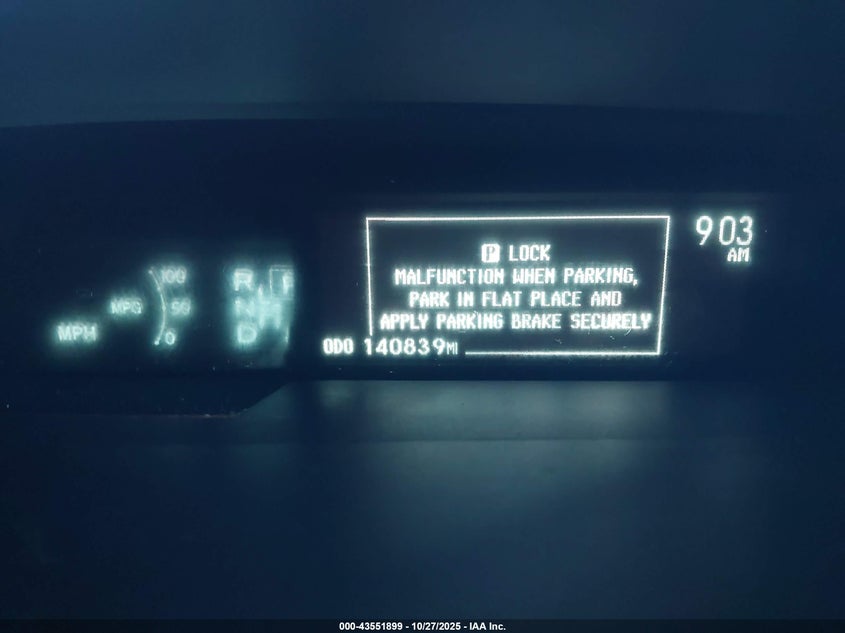 903
AM
P LOCK
MALFUNCTION WHEN PARKING,
PARK IN FLAT PLACE AND
APPLY PARKING BRAKE SECURELY
ODO 140839MI
100
MPG 50
MPH 0
R P
N
D
000-43551899 - 10/27/2025 - IAA Inc.